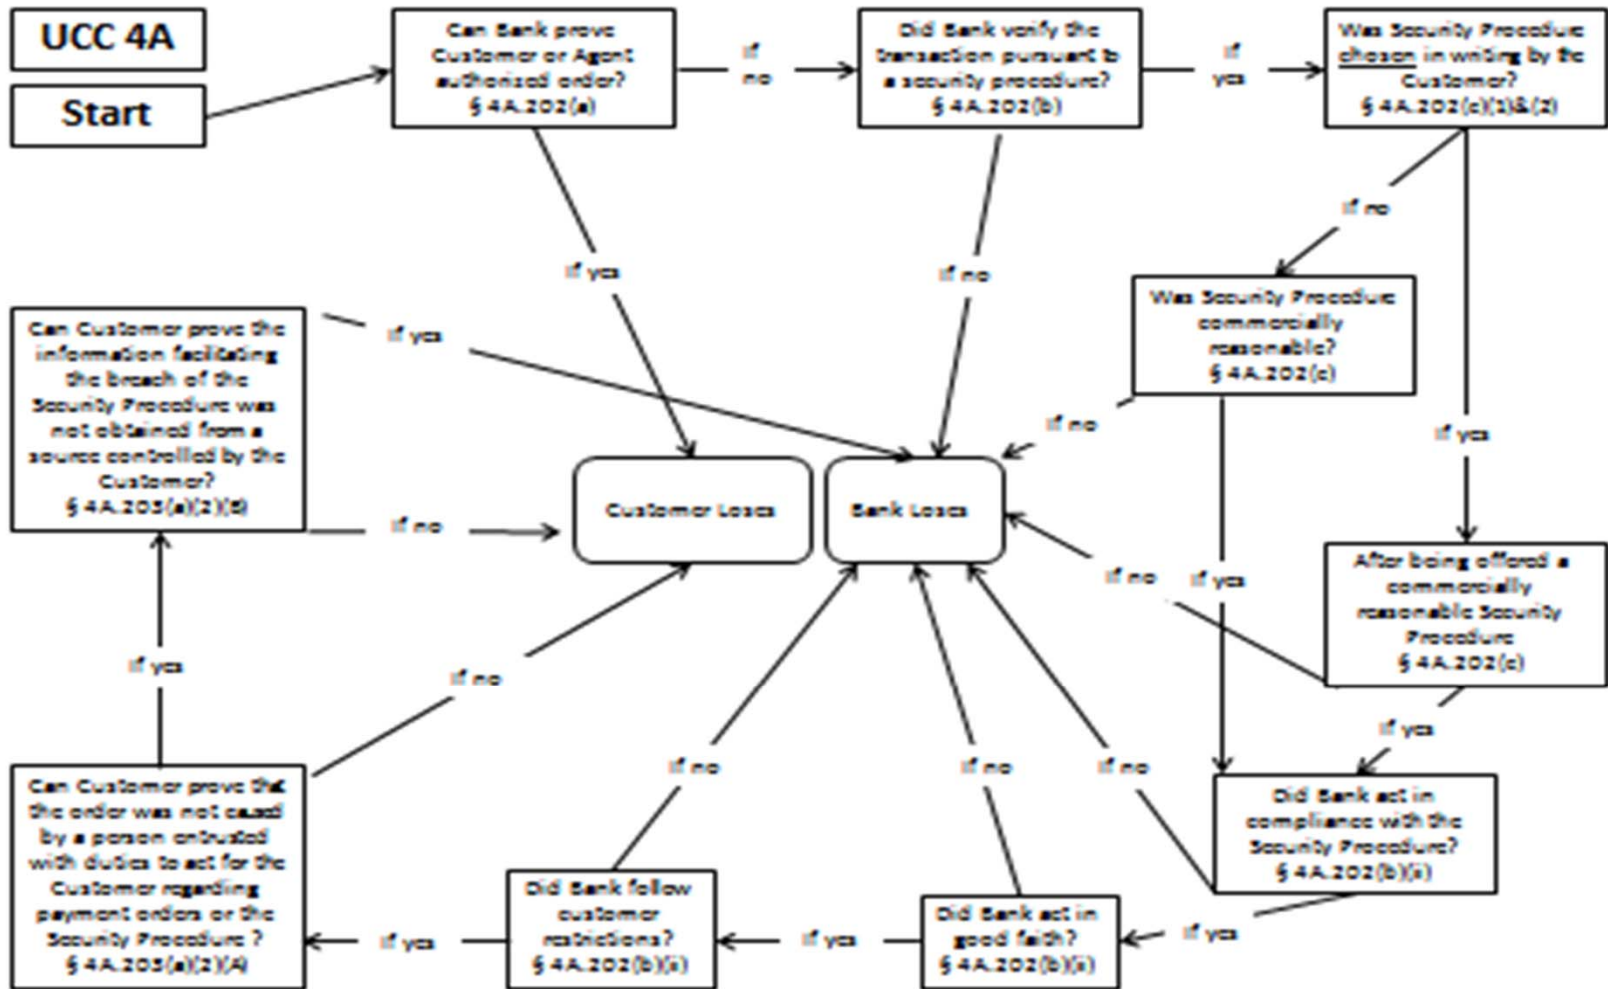 UCC 4A
Start
Can Bank prove
Customer or Agent
authorized order?
§ 4A.202(a)
If
no
Did Bank verify the
transaction pursuant to
a security procedure?
§ 4A.202(b)
If
yes
Was Security Procedure
chosen in writing by the
Customer?
§ 4A.202(c)(1)&(2)
If no
If yes
If no
Was Security Procedure
commercially
reasonable?
§ 4A.202(c)
Can Customer prove the
information facilitating
the breach of the
Security Procedure was
not obtained from a
source controlled by the
Customer?
§ 4A.203(a)(2)(B)
If yes
If no
If yes
Customer Loses
Bank Loses
If no
If no
If yes
After being offered a
commercially
reasonable Security
Procedure
§ 4A.202(c)
If yes
If no
If yes
If no
If no
If no
Can Customer prove that
the order was not caused
by a person entrusted
with duties to act for the
Customer regarding
payment orders or the
Security Procedure ?
§ 4A.203(a)(2)(A)
If yes
Did Bank follow
customer
restrictions?
§ 4A.202(b)(ii)
If yes
Did Bank act in
good faith?
§ 4A.202(b)(ii)
If yes
Did Bank act in
compliance with the
Security Procedure?
§ 4A.202(b)(ii)